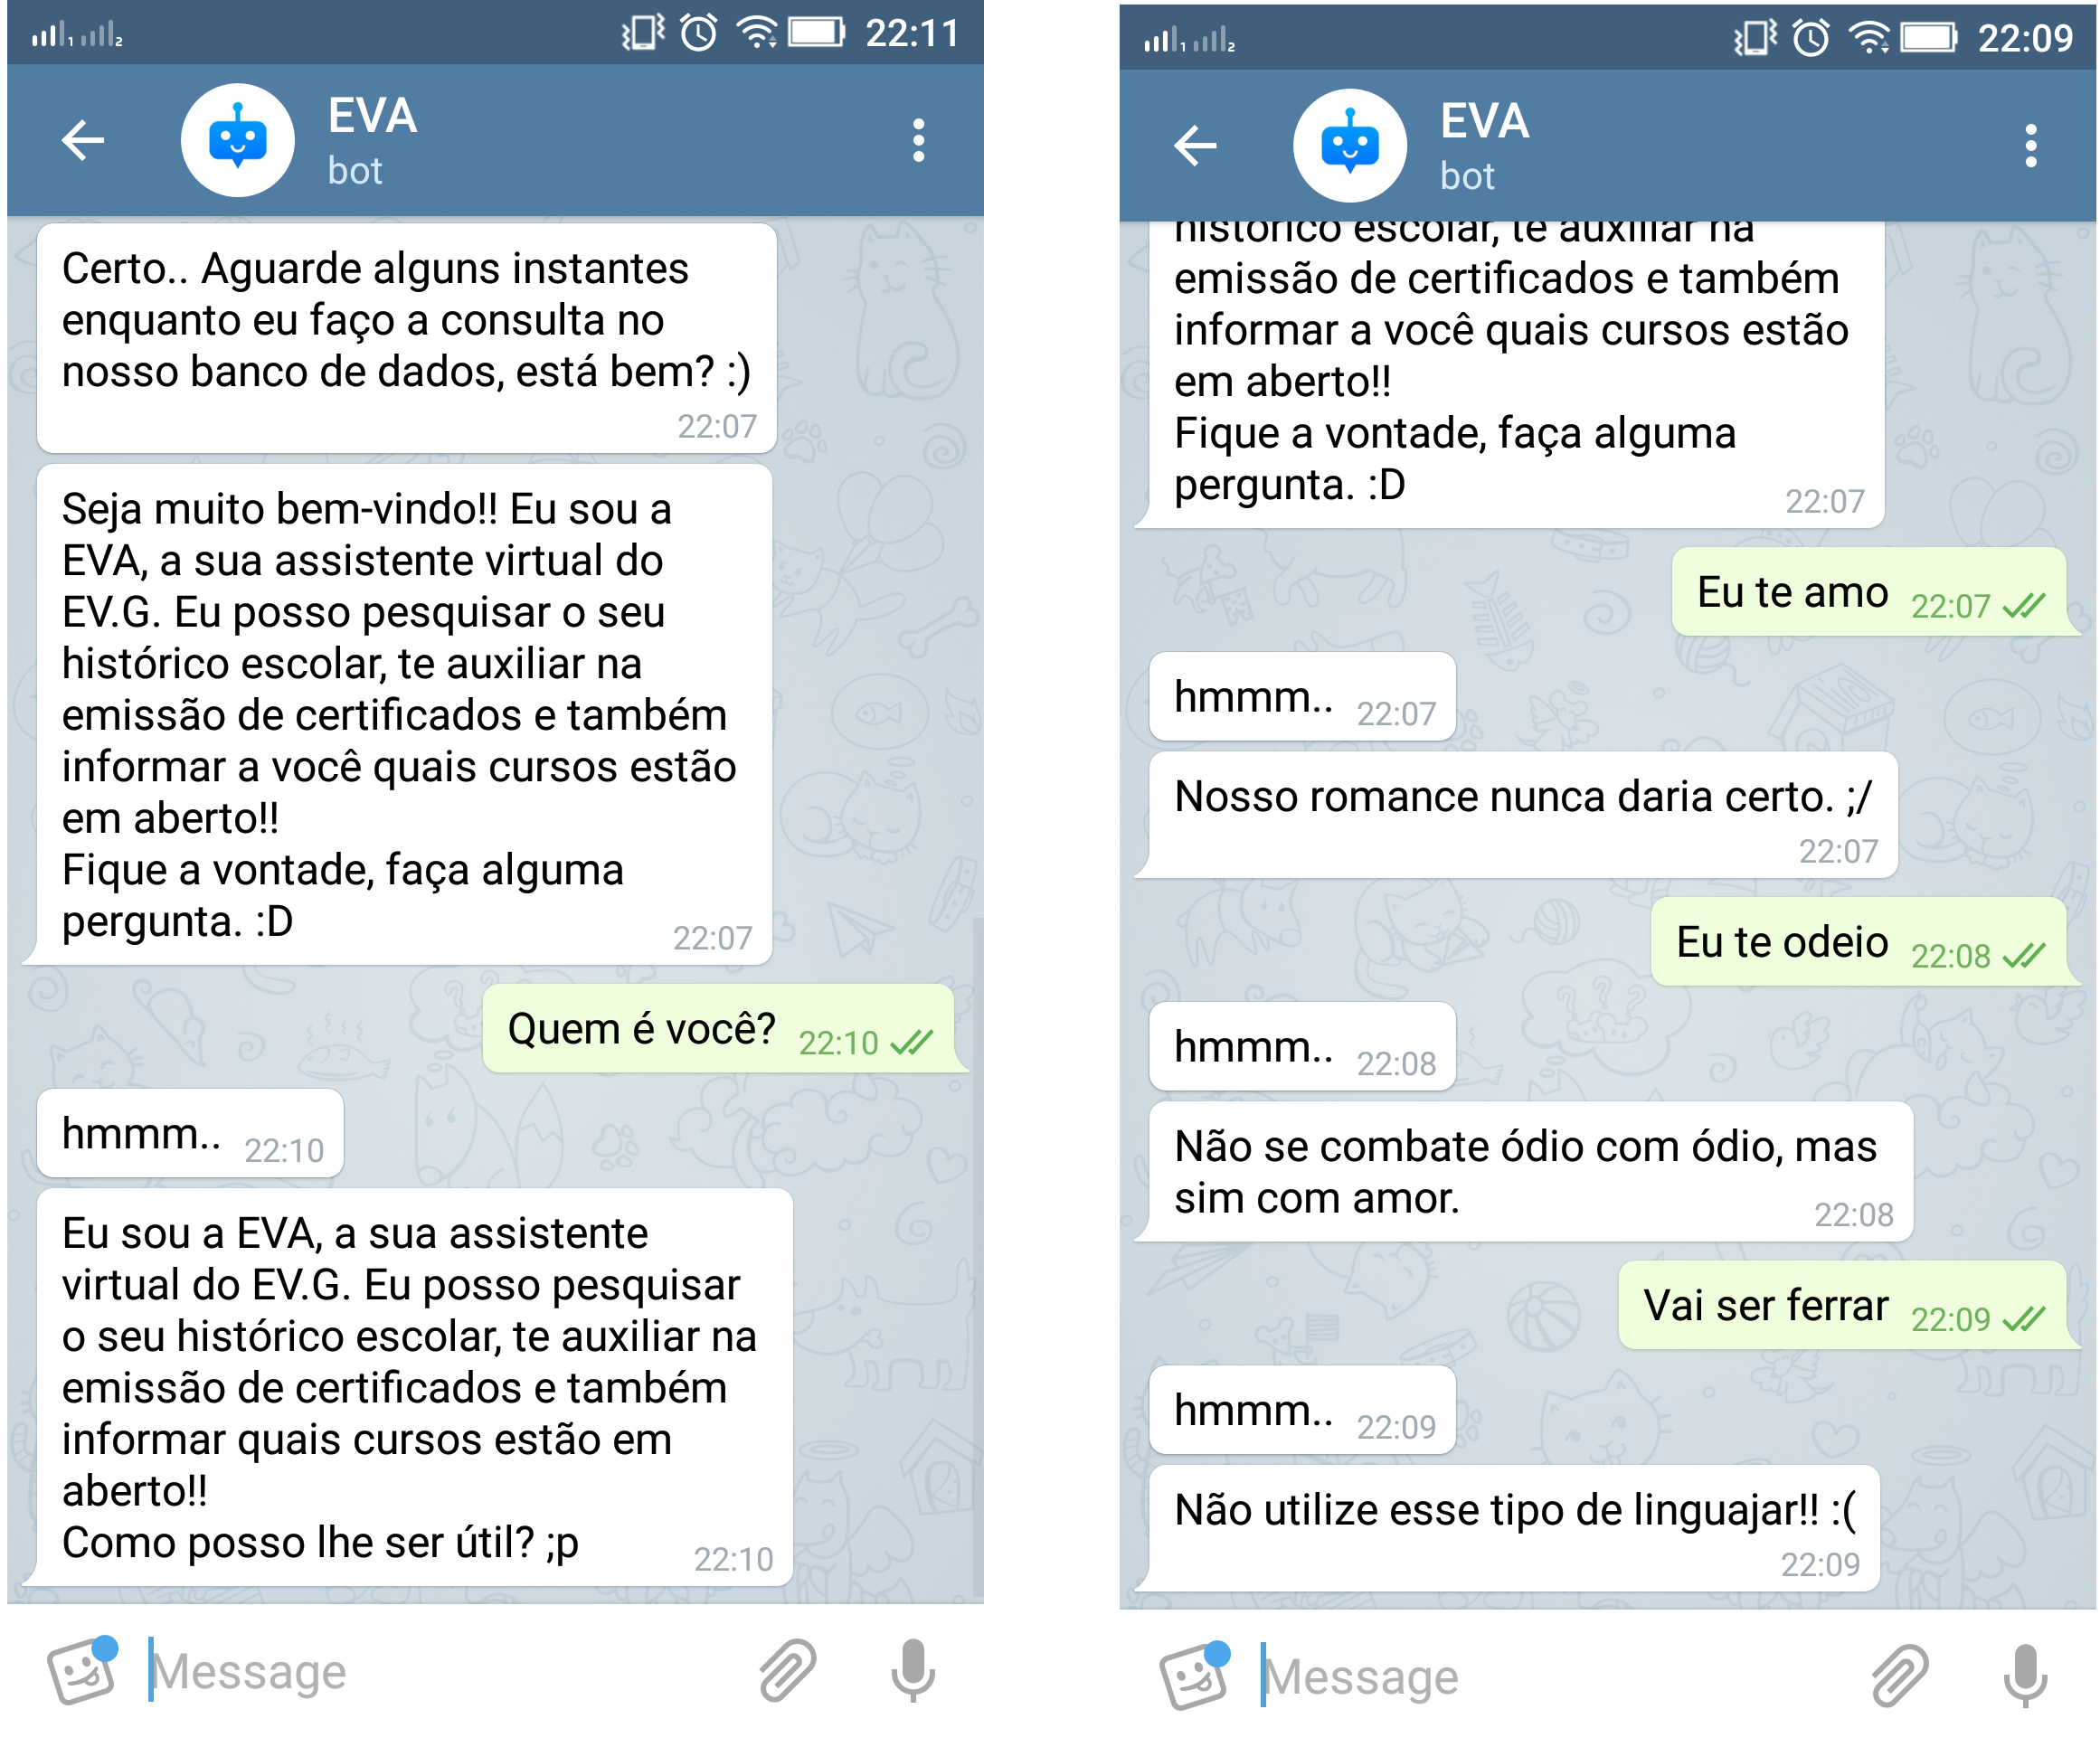 1 2 22:11
EVA
bot
Certo.. Aguarde alguns instantes
enquanto eu faço a consulta no
nosso banco de dados, está bem? :)
22:07
Seja muito bem-vindo!! Eu sou a
EVA, a sua assistente virtual do
EV.G. Eu posso pesquisar o seu
histórico escolar, te auxiliar na
emissão de certificados e também
informar a você quais cursos estão
em aberto!!
Fique a vontade, faça alguma
pergunta. :D 22:07
Quem é você? 22:10
hmmm.. 22:10
Eu sou a EVA, a sua assistente
virtual do EV.G. Eu posso pesquisar
o seu histórico escolar, te auxiliar na
emissão de certificados e também
informar quais cursos estão em
aberto!!
Como posso lhe ser útil? ;p 22:10
Message
1 2 22:09
EVA
bot
histórico escolar, te auxiliar na
emissão de certificados e também
informar a você quais cursos estão
em aberto!!
Fique a vontade, faça alguma
pergunta. :D 22:07
Eu te amo 22:07
hmmm.. 22:07
Nosso romance nunca daria certo. ;/
22:07
Eu te odeio 22:08
hmmm.. 22:08
Não se combate ódio com ódio, mas
sim com amor. 22:08
Vai ser ferrar 22:09
hmmm.. 22:09
Não utilize esse tipo de linguajar!! :(
22:09
Message